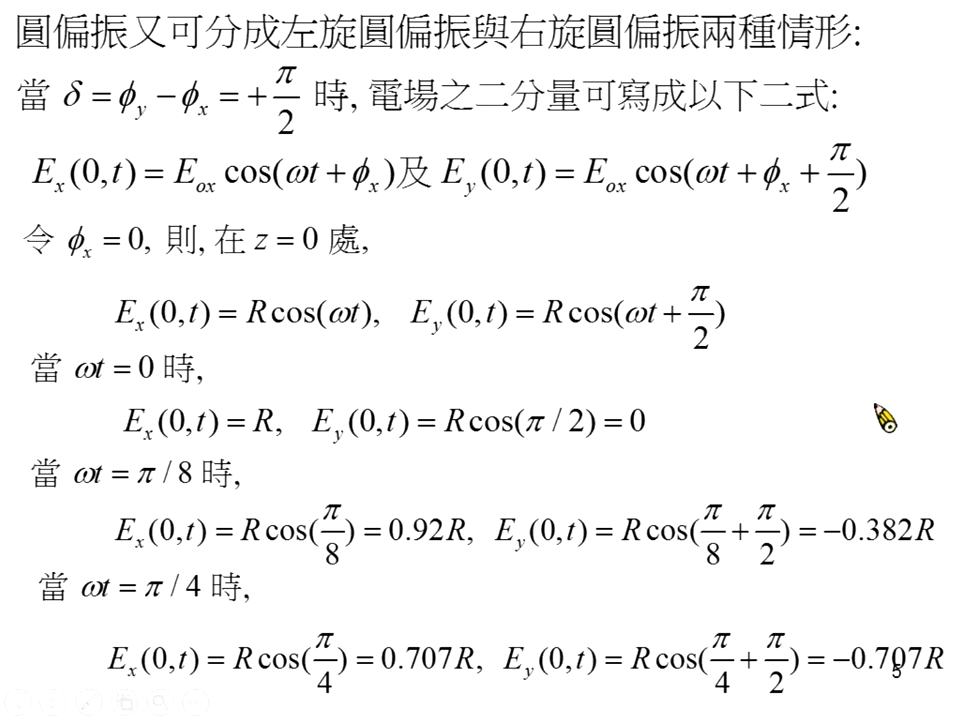 圓偏振又可分成左旋圓偏振與右旋圓偏振兩種情形:
當 δ = ϕ_y − ϕ_x = + π/2 時, 電場之二分量可寫成以下二式:
E_x(0,t) = E_ox cos(ωt + ϕ_x) 及 E_y(0,t) = E_ox cos(ωt + ϕ_x + π/2)
令 ϕ_x = 0, 則, 在 z = 0 處,
E_x(0,t) = R cos(ωt), E_y(0,t) = R cos(ωt + π/2)
當 ωt = 0 時,
E_x(0,t) = R, E_y(0,t) = R cos(π / 2) = 0
當 ωt = π / 8 時,
E_x(0,t) = R cos(π/8) = 0.92R, E_y(0,t) = R cos(π/8 + π/2) = −0.382R
當 ωt = π / 4 時,
E_x(0,t) = R cos(π/4) = 0.707R, E_y(0,t) = R cos(π/4 + π/2) = −0.707R
5